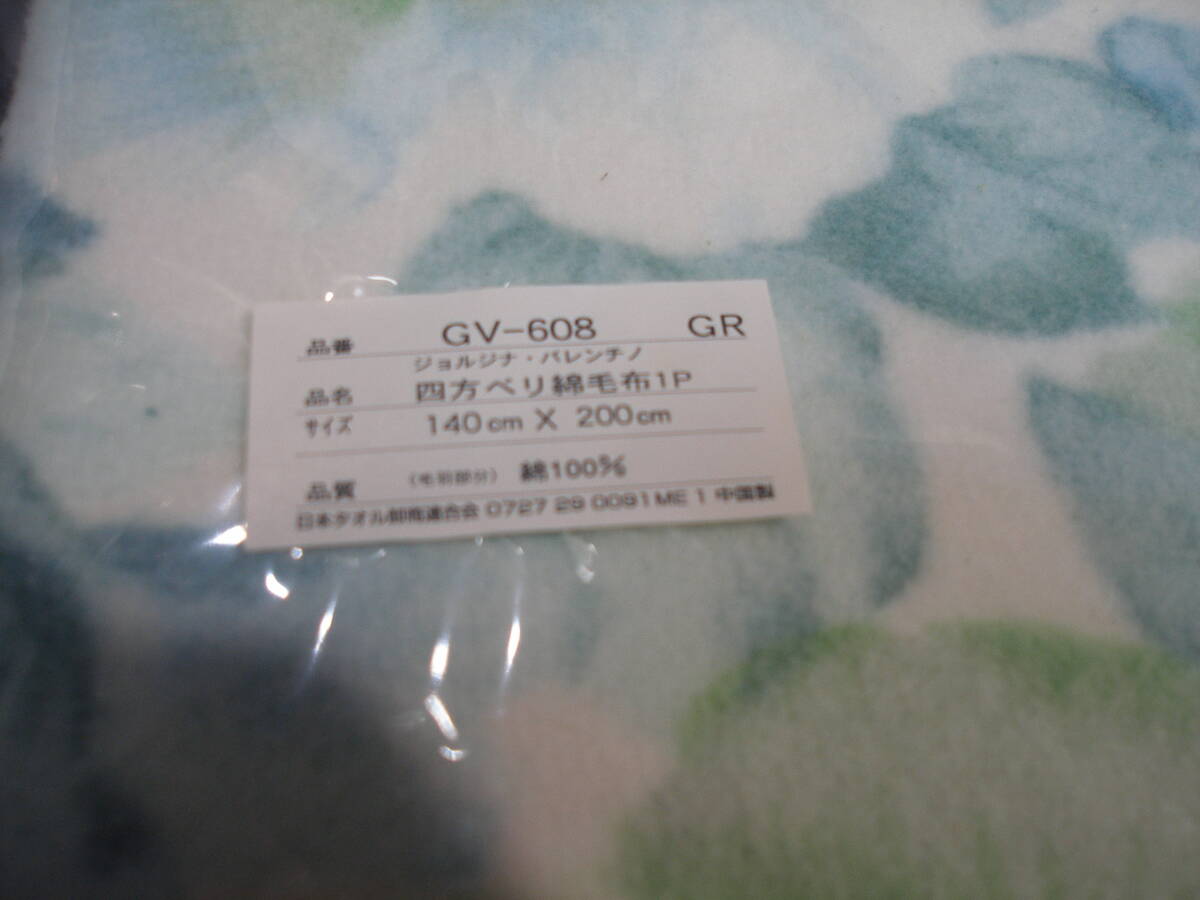 品番 GV-608 GR
ジョルジナ・バレンチノ
品名 四方ベリ綿毛布1P
サイズ 140cm X 200cm
品質 (毛羽部分) 綿100%
日本タオル卸商連合会 0727 29 0091 ME 1 中国製